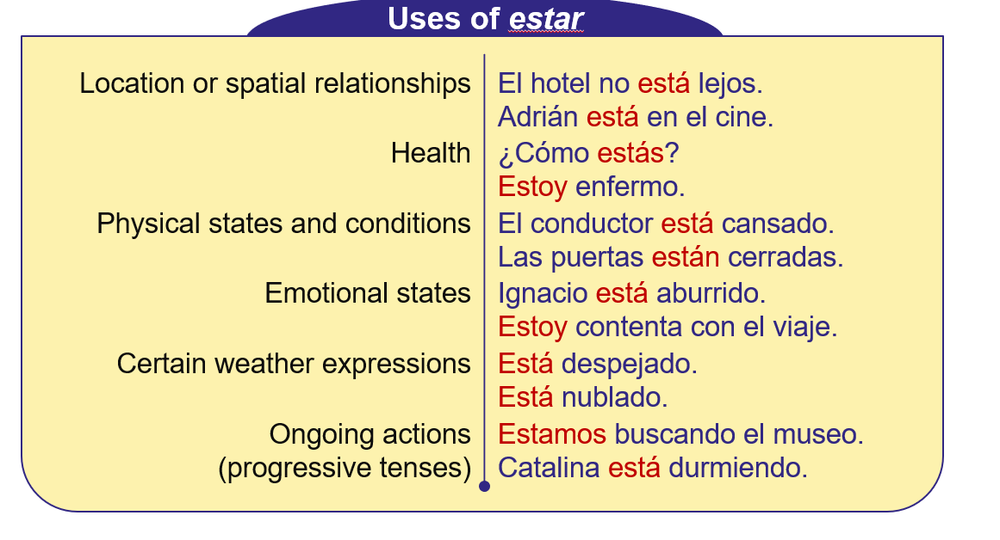 Uses of estar
Location or spatial relationships El hotel no está lejos.
Adrián está en el cine.
Health ¿Cómo estás?
Estoy enfermo.
Physical states and conditions El conductor está cansado.
Las puertas están cerradas.
Emotional states Ignacio está aburrido.
Estoy contenta con el viaje.
Certain weather expressions Está despejado.
Está nublado.
Ongoing actions Estamos buscando el museo.
(progressive tenses) Catalina está durmiendo.